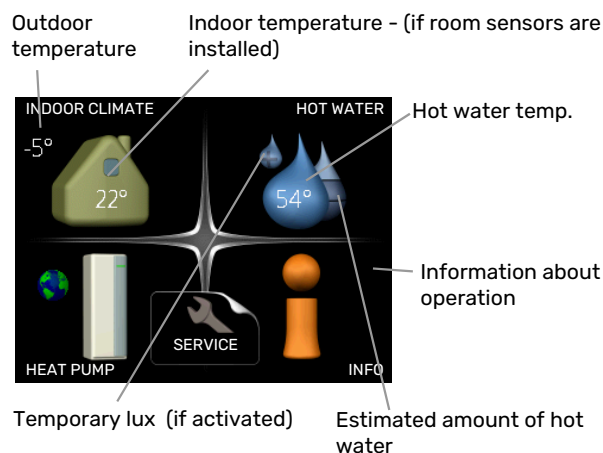 Outdoor
temperature
Indoor temperature - (if room sensors are
installed)
INDOOR CLIMATE
HOT WATER
Hot water temp.
-5°
22°
54°
Information about
operation
SERVICE
HEAT PUMP
INFO
Temporary lux (if activated)
Estimated amount of hot
water